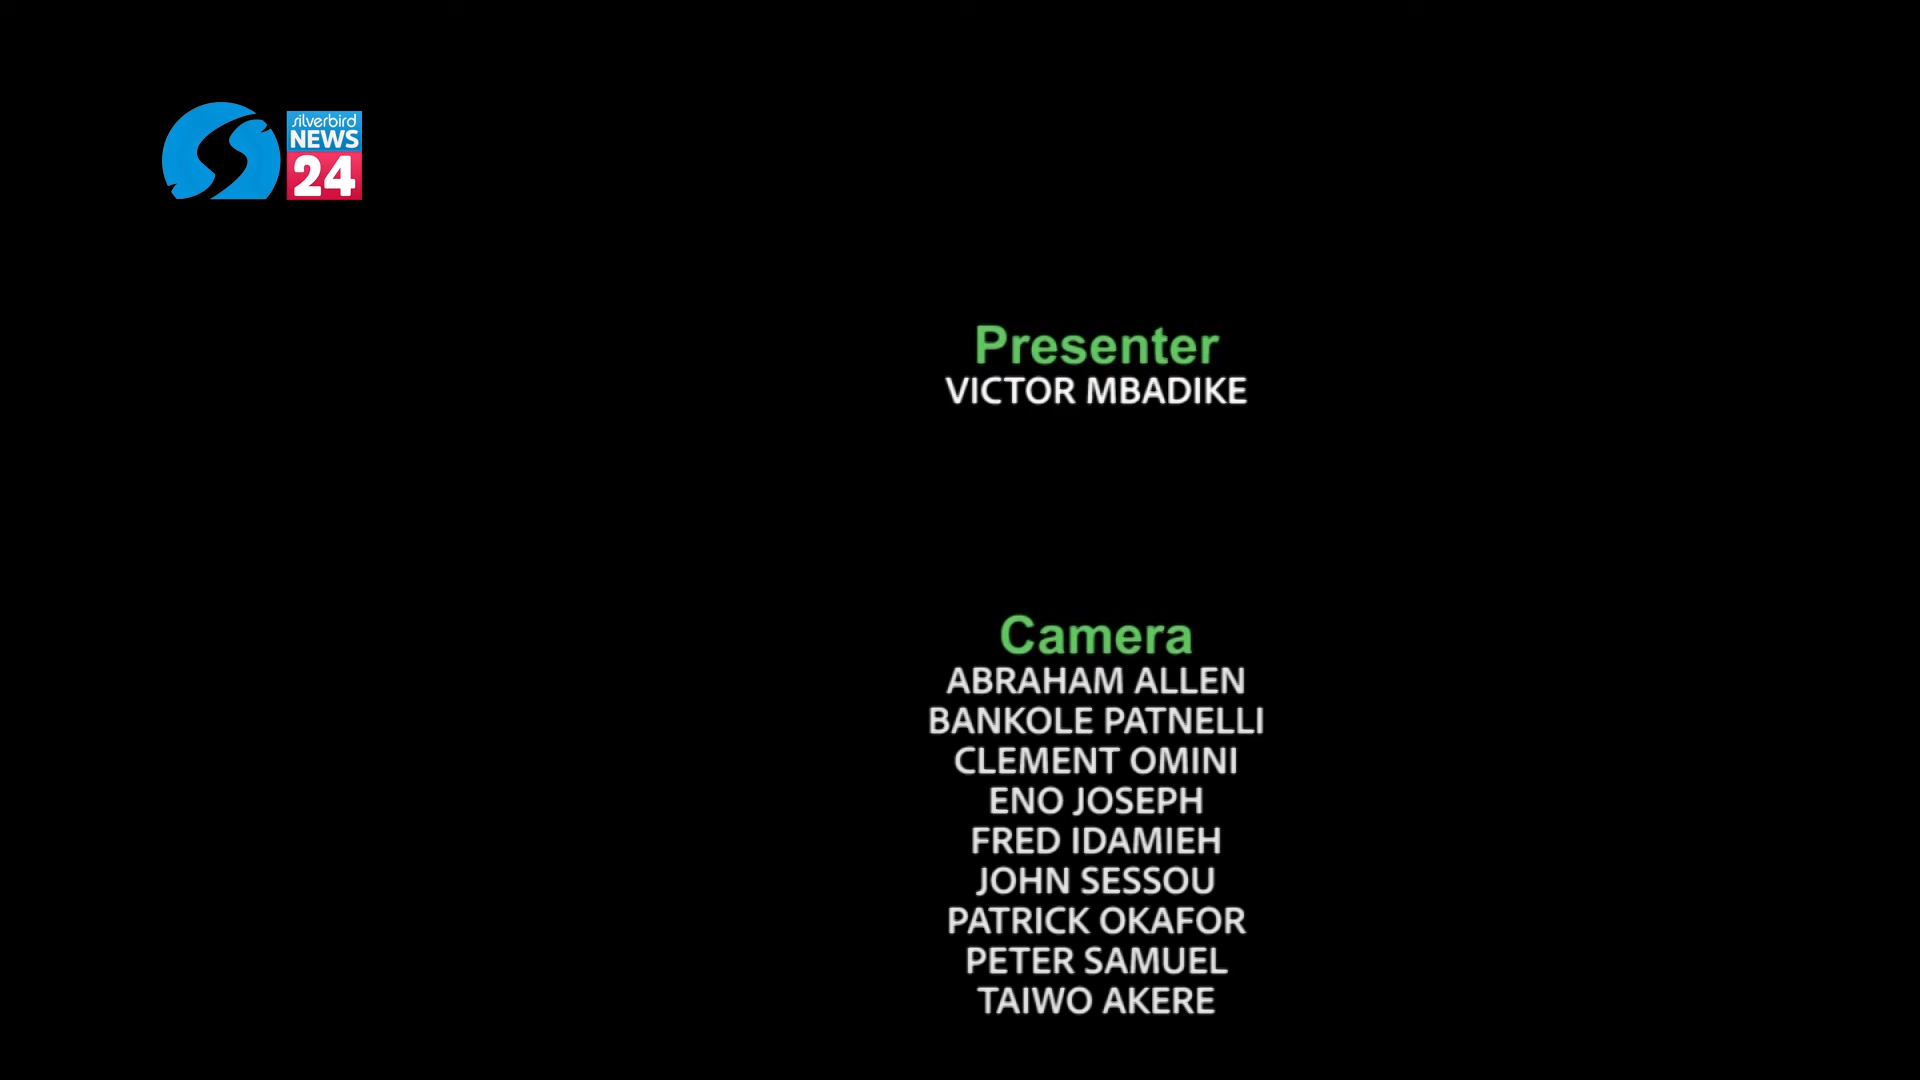 silverbird
NEWS
24
Presenter
VICTOR MBADIKE
Camera
ABRAHAM ALLEN
BANKOLE PATNELLI
CLEMENT OMINI
ENO JOSEPH
FRED IDAMIEH
JOHN SESSOU
PATRICK OKAFOR
PETER SAMUEL
TAIWO AKERE